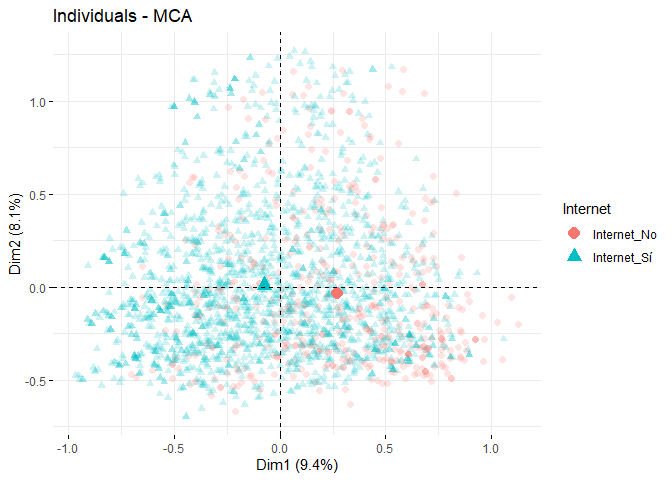 Individuals - MCA
1.0
0.5
0.0
-0.5
Dim2 (8.1%)
-1.0
-0.5
0.0
0.5
1.0
Dim1 (9.4%)
Internet
Internet_No
Internet_Sí